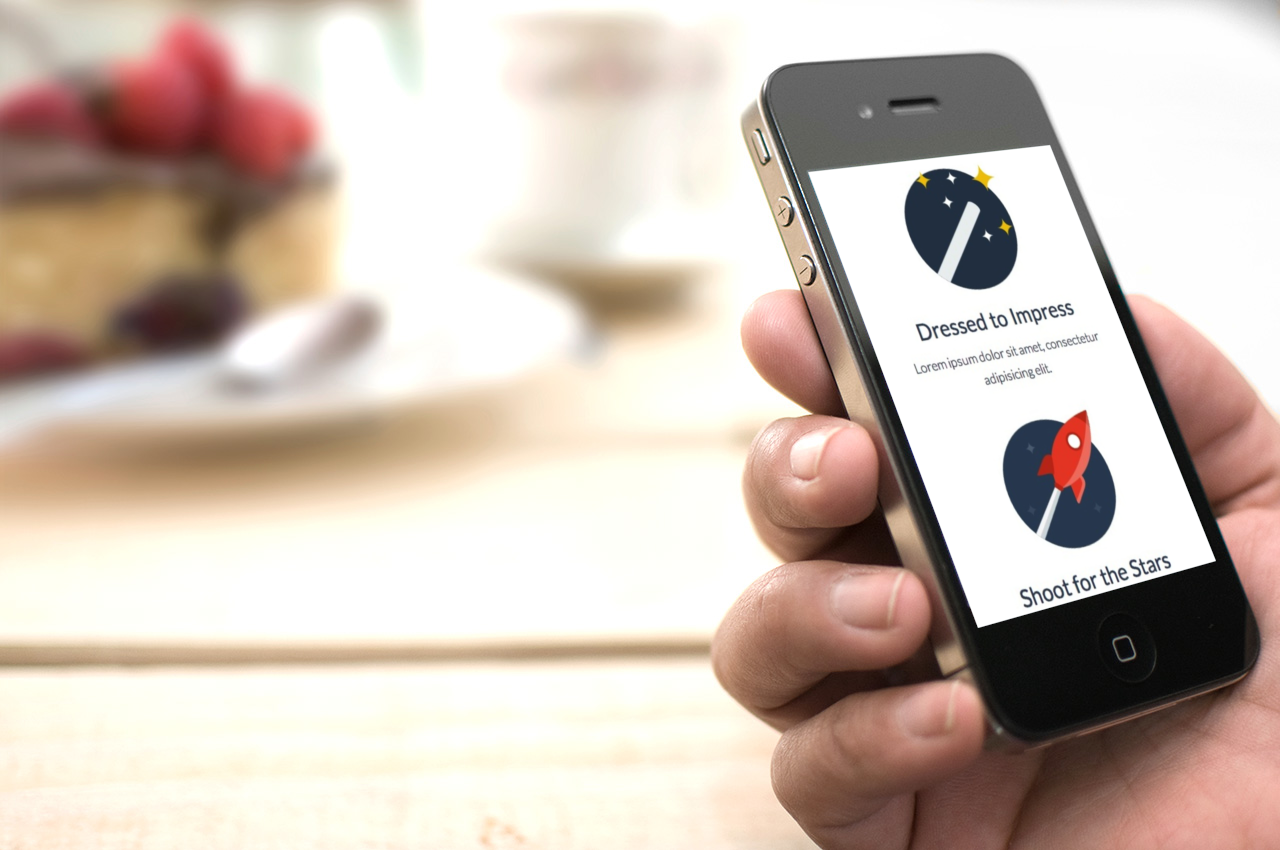 Dressed to Impress
Lorem ipsum dolor sit amet, consectetur
adipisicing elit.
Shoot for the Stars